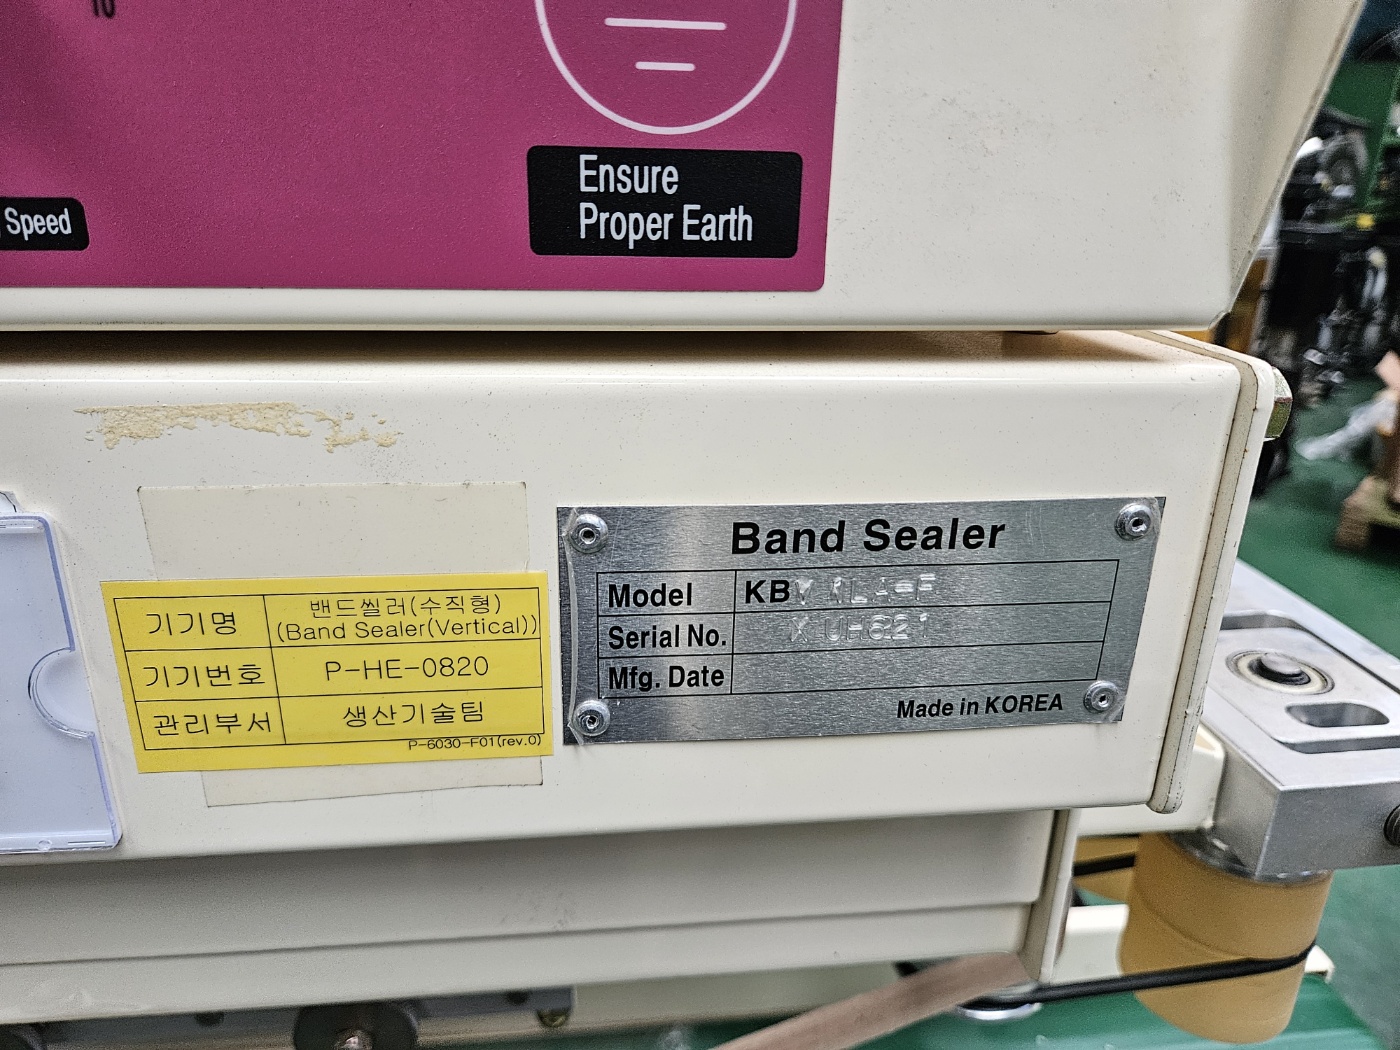 10
Speed
Ensure
Proper Earth
기기명 밴드씰러(수직형)
(Band Sealer(Vertical))
기기번호 P-HE-0820
관리부서 생산기술팀
P-6030-F01(rev.0)
Band Sealer
Model KB
Serial No.
Mfg. Date
Made in KOREA